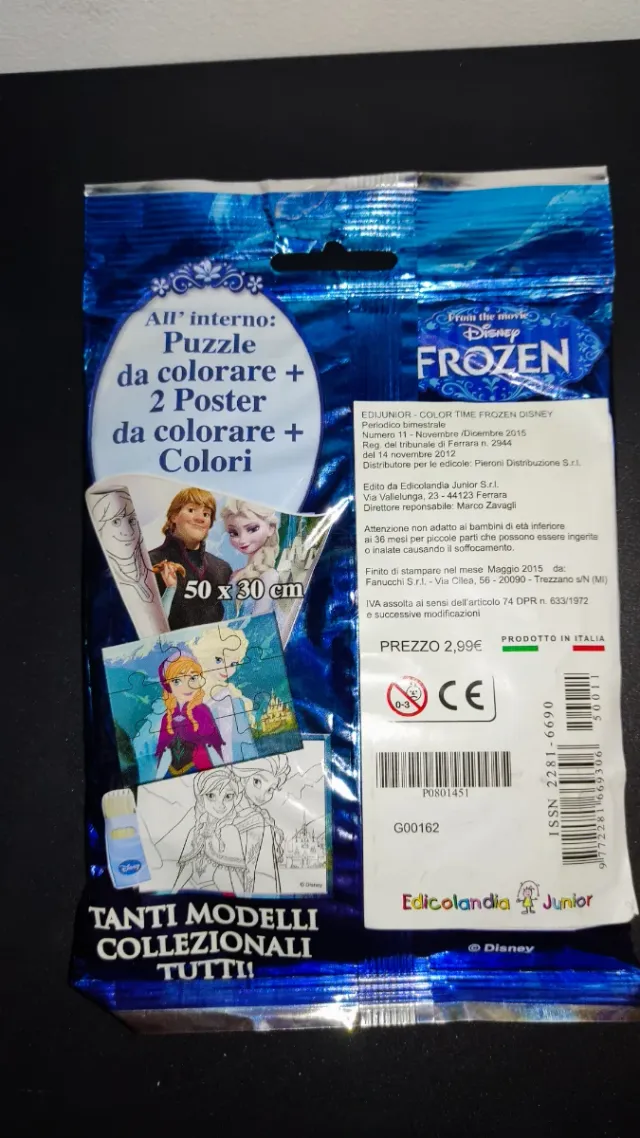 All' interno:
Puzzle
da colorare +
2 Poster
da colorare +
Colori
50 x 30 cm
Disney
© Disney
TANTI MODELLI
COLLEZIONALI
TUTTI!
From the movie
Disney
FROZEN
EDIJUNIOR - COLOR TIME FROZEN DISNEY
Periodico bimestrale
Numero 11 - Novembre /Dicembre 2015
Reg. del tribunale di Ferrara n. 2944
del 14 novembre 2012
Distributore per le edicole: Pieroni Distribuzione S.r.l.
Edito da Edicolandia Junior S.r.l.
Via Vallelunga, 23 - 44123 Ferrara
Direttore reponsabile: Marco Zavagli
Attenzione non adatto ai bambini di età inferiore
ai 36 mesi per piccole parti che possono essere ingerite
o inalate causando il soffocamento.
Finito di stampare nel mese Maggio 2015 da:
Fanucchi S.r.l. - Via Cilea, 56 - 20090 - Trezzano s/N (MI)
IVA assolta ai sensi dell'articolo 74 DPR n. 633/1972
e successive modificazioni
PREZZO 2,99€
PRODOTTO IN ITALIA
0-3
CE
P0801451
G00162
ISSN 2281-6690
50011
9 772281 669306
Edicolandia Junior
© Disney